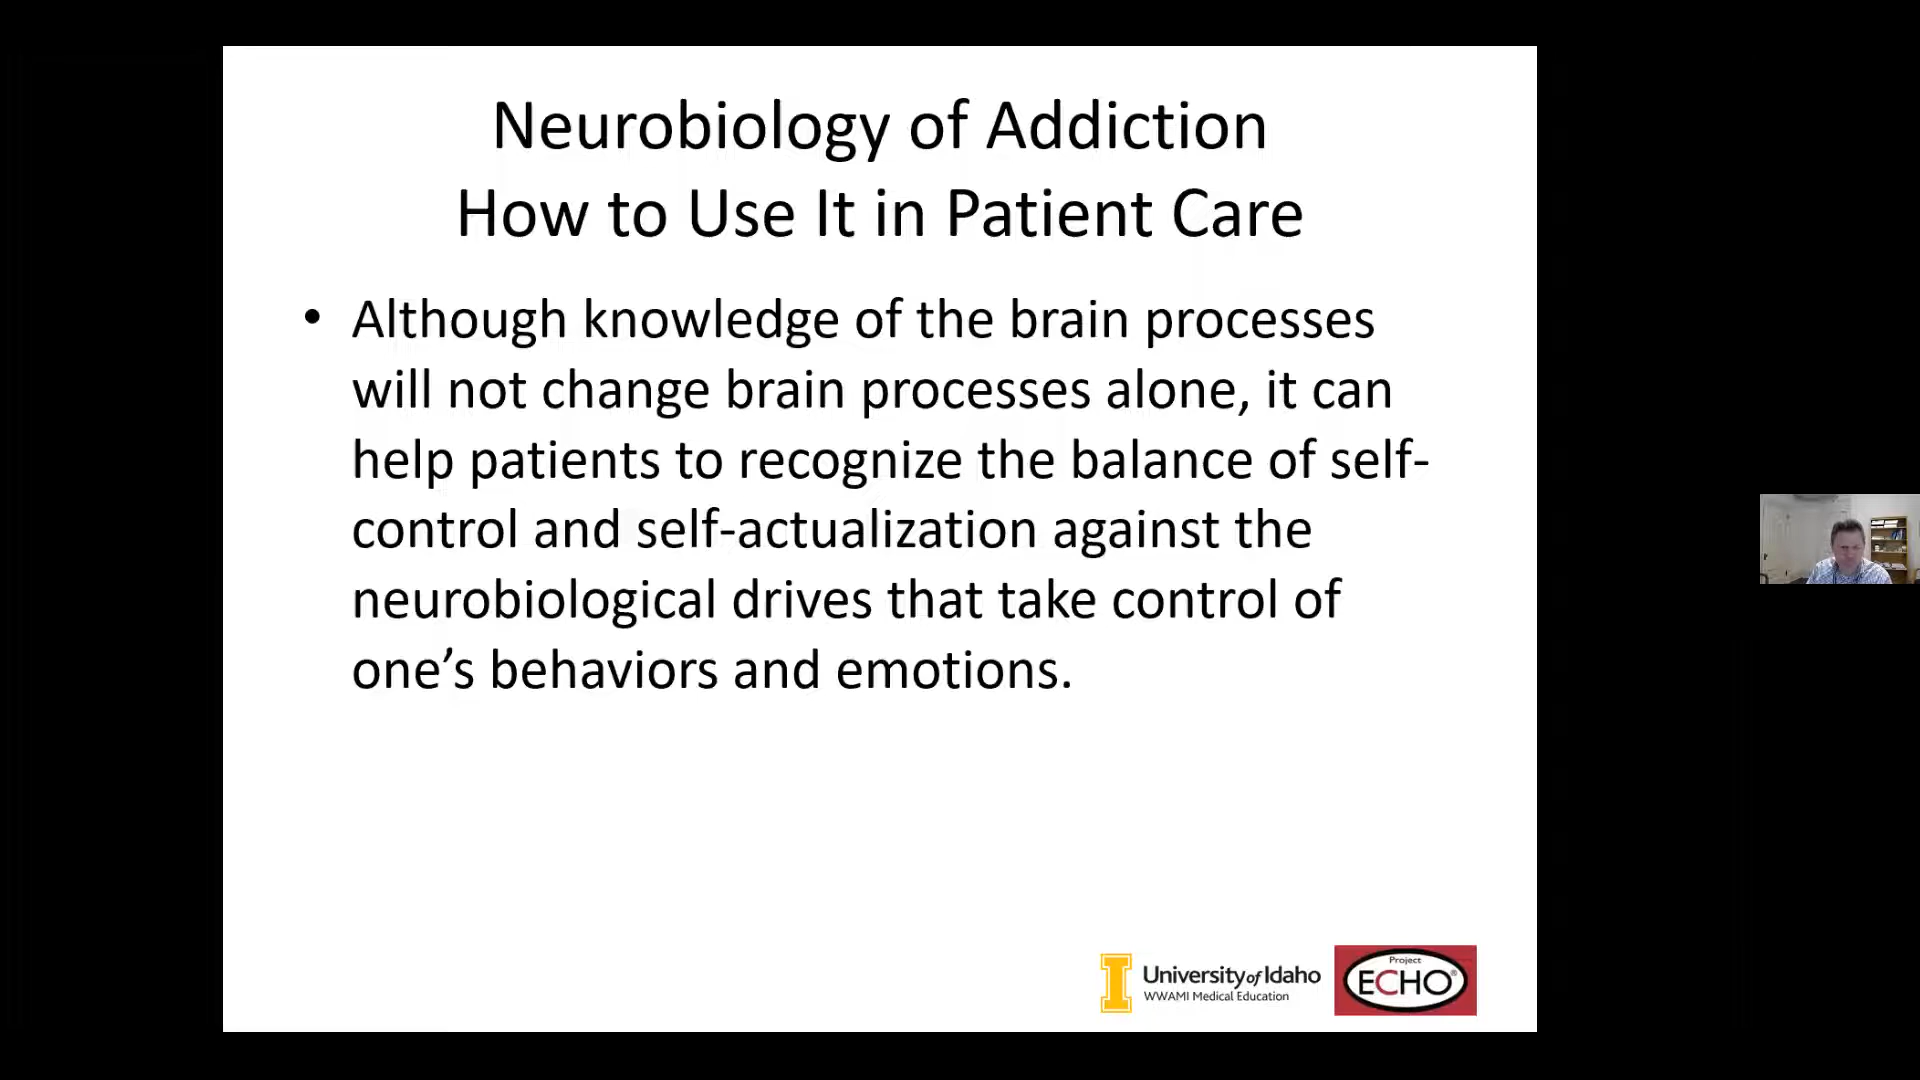 Neurobiology of Addiction
How to Use It in Patient Care
• Although knowledge of the brain processes
will not change brain processes alone, it can
help patients to recognize the balance of self-
control and self-actualization against the
neurobiological drives that take control of
one’s behaviors and emotions.
University of Idaho
WWAMI Medical Education
Project
ECHO®